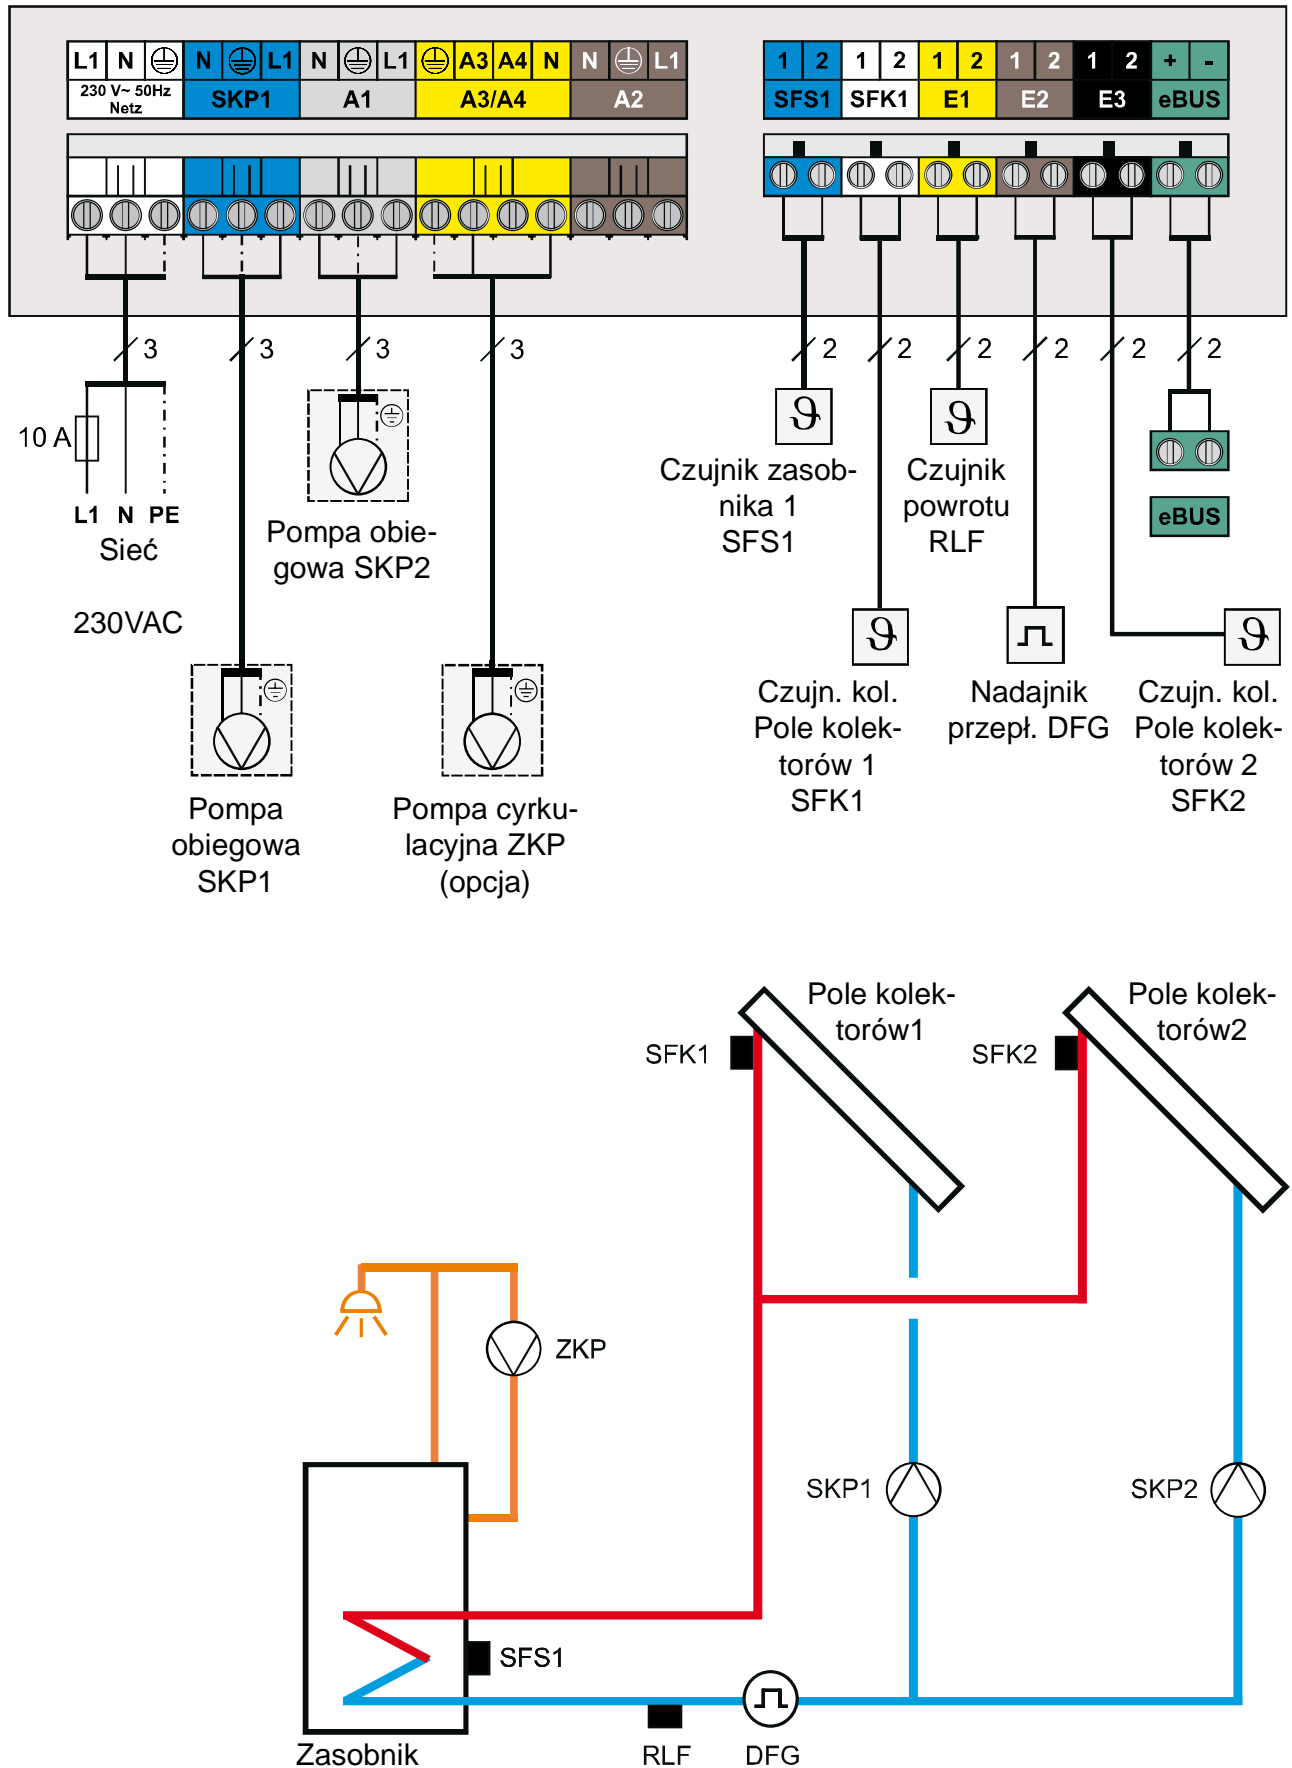 L1 N N L1 N L1 A3 A4 N N L1
230 V~ 50Hz
Netz
SKP1 A1 A3/A4 A2
1 2 1 2 1 2 1 2 1 2 + -
SFS1 SFK1 E1 E2 E3 eBUS
3 3 3 3 2 2 2 2 2 2
10 A
L1 N PE
Sieć
230VAC
Pompa obie-
gowa SKP2
Pompa
obiegowa
SKP1
Pompa cyrku-
lacyjna ZKP
(opcja)
Czujnik zasob-
nika 1
SFS1
Czujnik
powrotu
RLF
eBUS
Czujn. kol.
Pole kolek-
torów 1
SFK1
Nadajnik
przepł. DFG
Czujn. kol.
Pole kolek-
torów 2
SFK2
Pole kolek-
torów1
SFK1
Pole kolek-
torów2
SFK2
ZKP
SKP1
SKP2
SFS1
Zasobnik
RLF
DFG